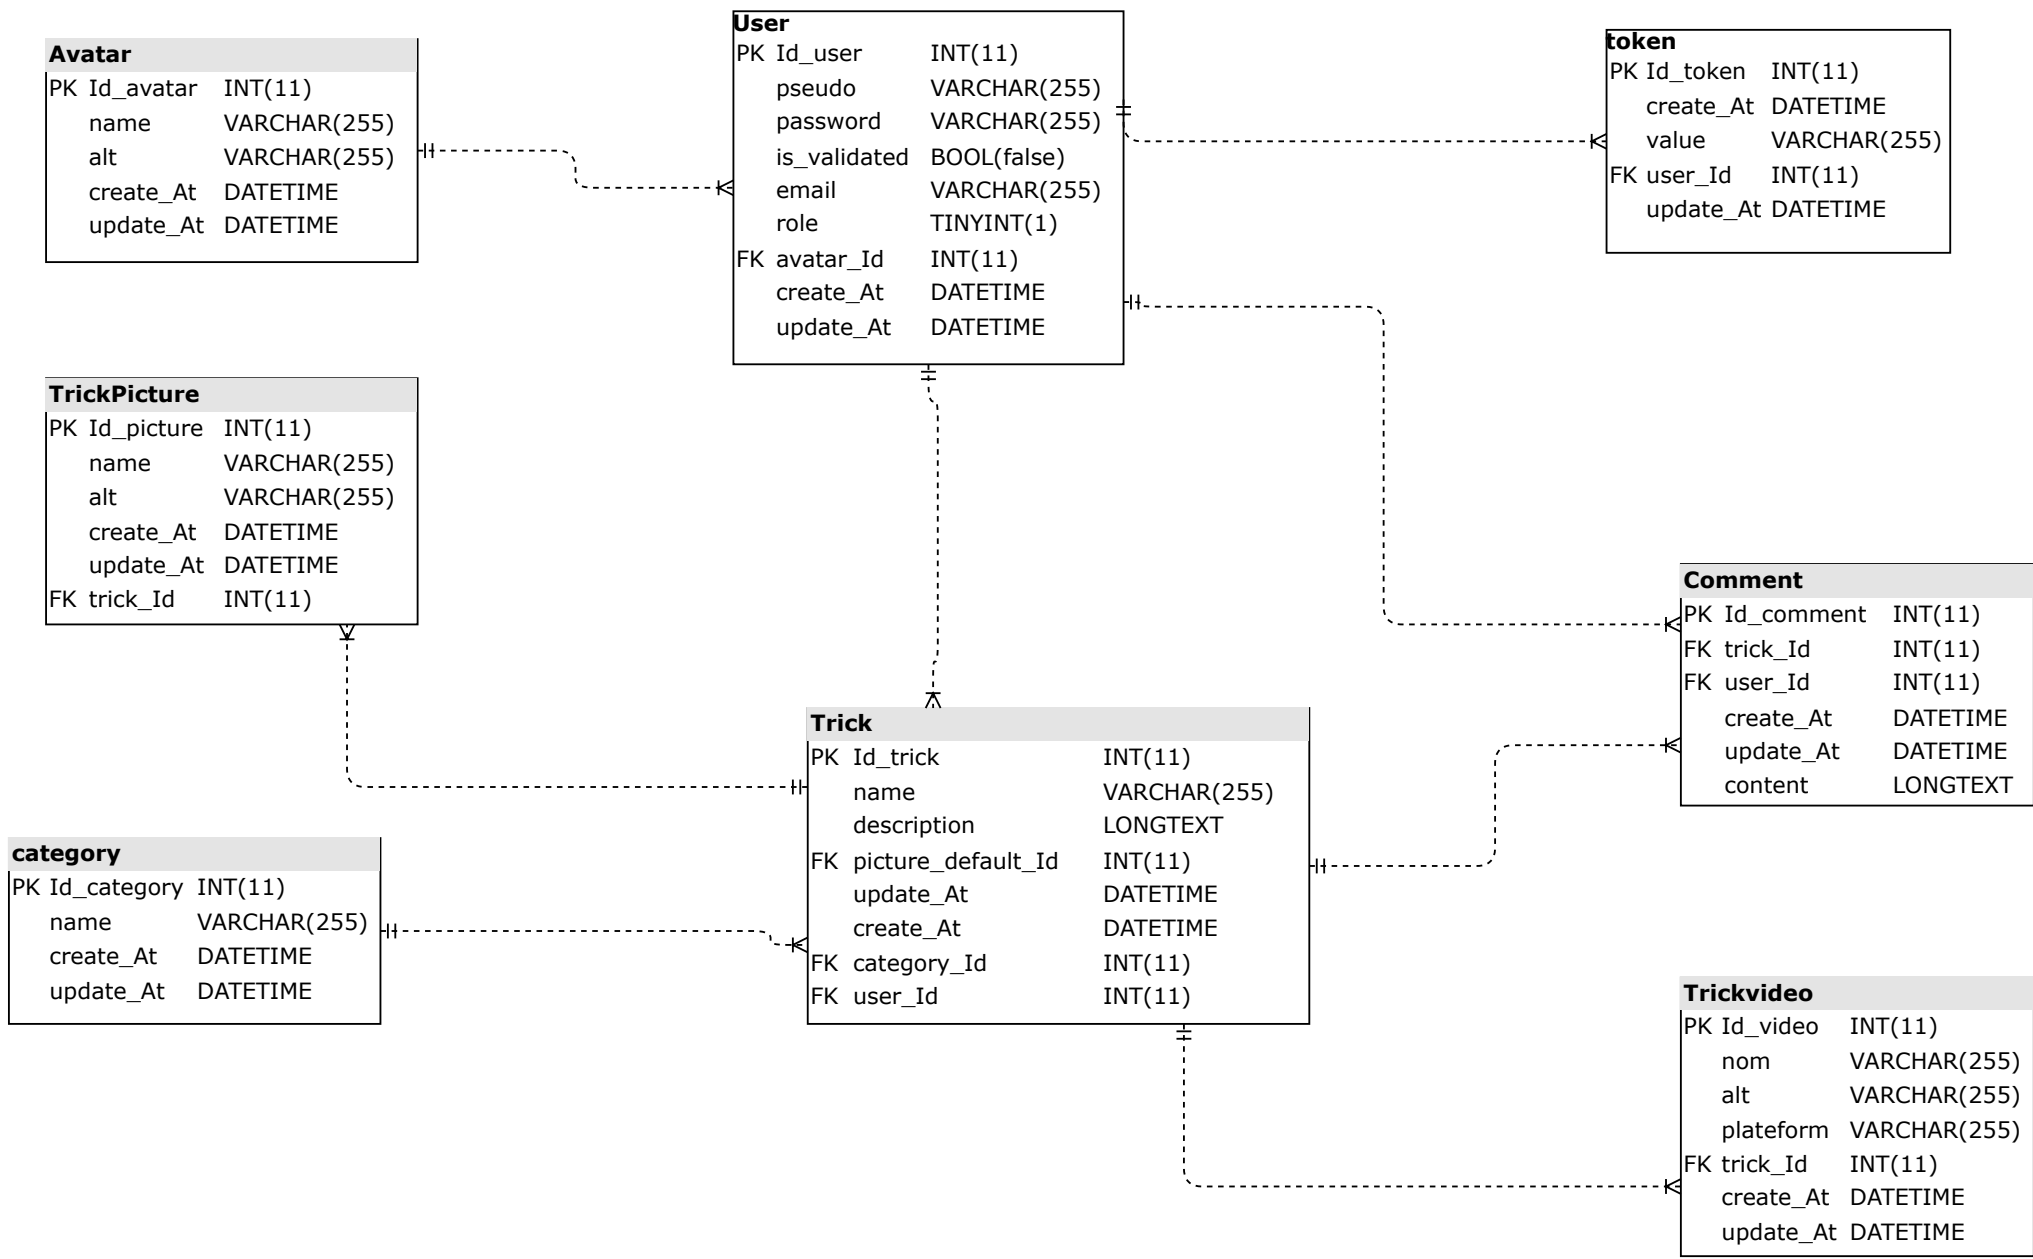 User
PK Id_user INT(11)
pseudo VARCHAR(255)
password VARCHAR(255)
is_validated BOOL(false)
email VARCHAR(255)
role TINYINT(1)
FK avatar_Id INT(11)
create_At DATETIME
update_At DATETIME
Avatar
PK Id_avatar INT(11)
name VARCHAR(255)
alt VARCHAR(255)
create_At DATETIME
update_At DATETIME
token
PK Id_token INT(11)
create_At DATETIME
value VARCHAR(255)
FK user_Id INT(11)
update_At DATETIME
TrickPicture
PK Id_picture INT(11)
name VARCHAR(255)
alt VARCHAR(255)
create_At DATETIME
update_At DATETIME
FK trick_Id INT(11)
Comment
PK Id_comment INT(11)
FK trick_Id INT(11)
FK user_Id INT(11)
create_At DATETIME
update_At DATETIME
content LONGTEXT
Trick
PK Id_trick INT(11)
name VARCHAR(255)
description LONGTEXT
FK picture_default_Id INT(11)
update_At DATETIME
create_At DATETIME
FK category_Id INT(11)
FK user_Id INT(11)
category
PK Id_category INT(11)
name VARCHAR(255)
create_At DATETIME
update_At DATETIME
Trickvideo
PK Id_video INT(11)
nom VARCHAR(255)
alt VARCHAR(255)
plateform VARCHAR(255)
FK trick_Id INT(11)
create_At DATETIME
update_At DATETIME